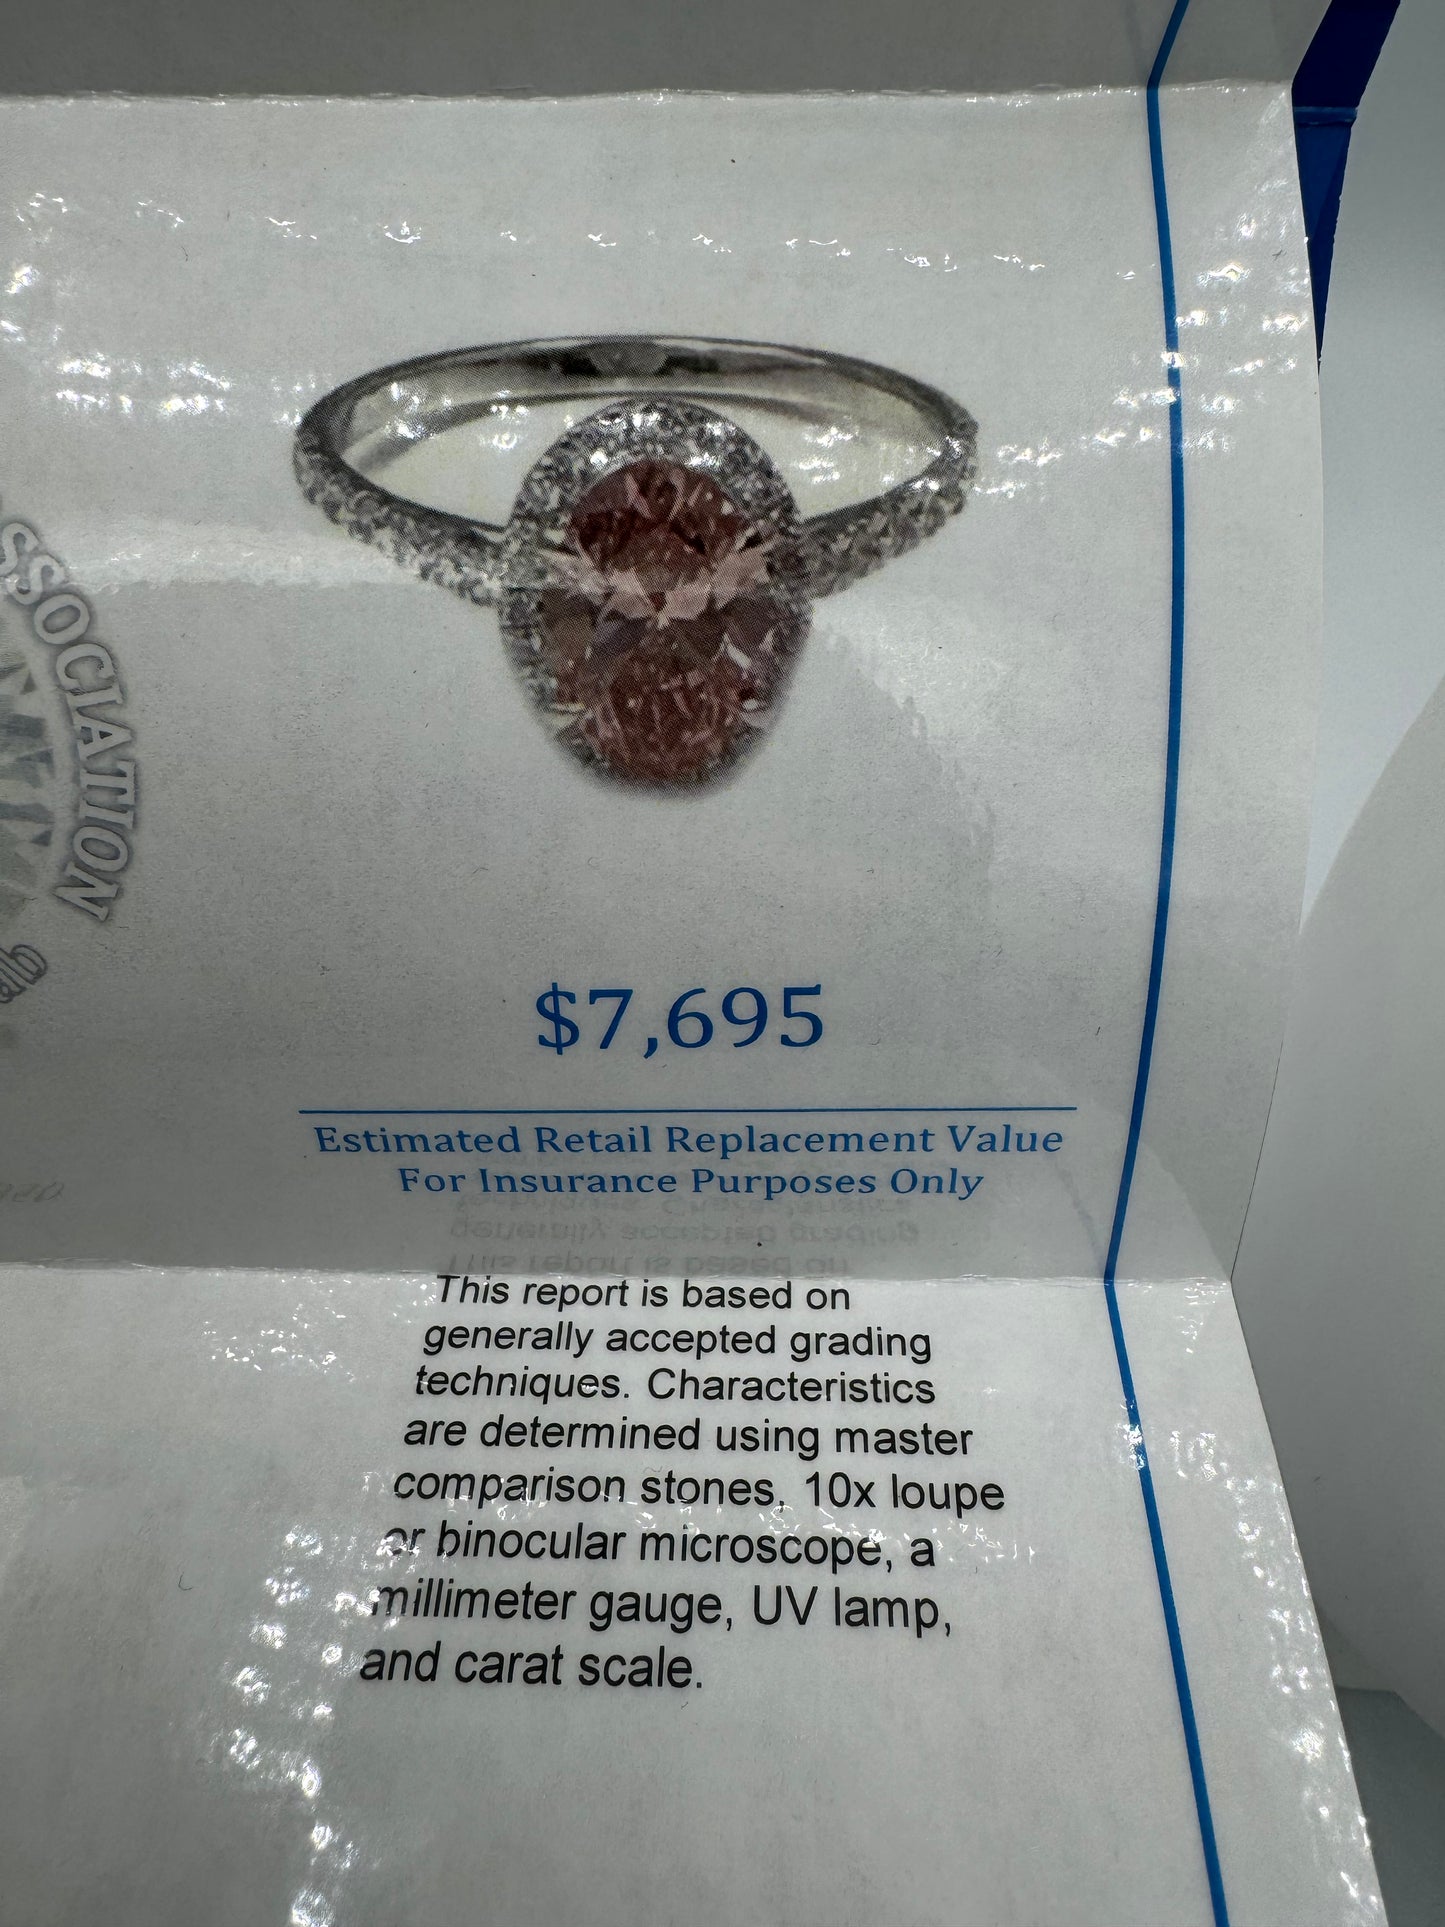 ASSOCIATION
$7,695
Estimated Retail Replacement Value
For Insurance Purposes Only
This report is based on
generally accepted grading
techniques. Characteristics
are determined using master
comparison stones, 10x loupe
or binocular microscope, a
millimeter gauge, UV lamp,
and carat scale.